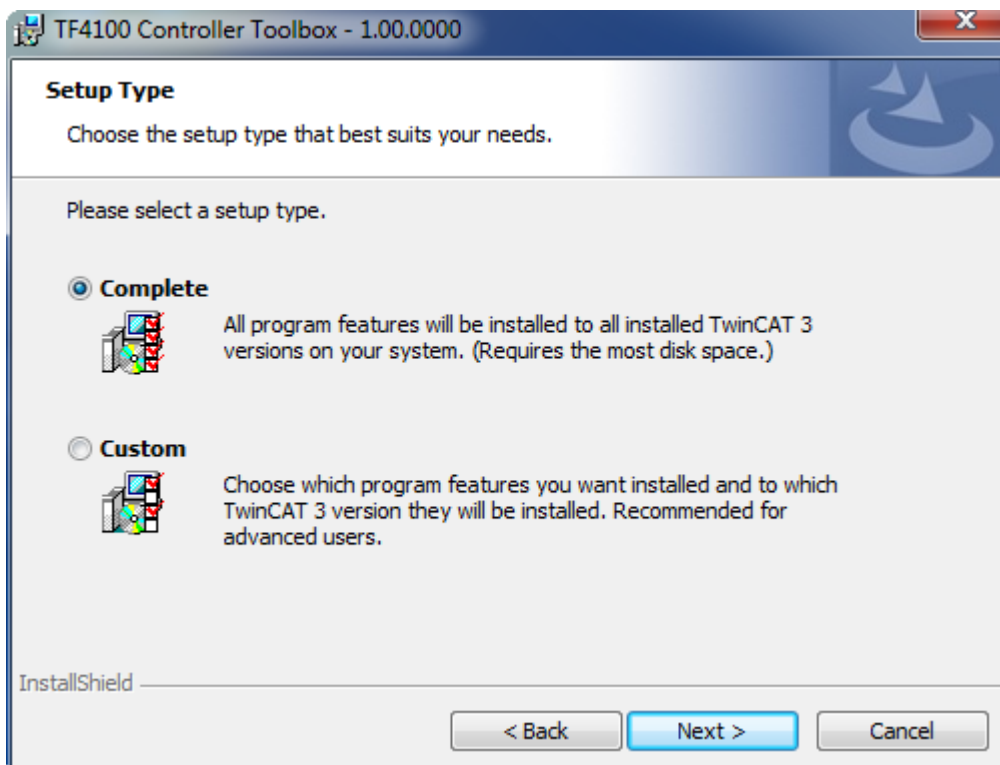 TF4100 Controller Toolbox - 1.00.0000
Setup Type
Choose the setup type that best suits your needs.
Please select a setup type.
Complete
All program features will be installed to all installed TwinCAT 3
versions on your system. (Requires the most disk space.)
Custom
Choose which program features you want installed and to which
TwinCAT 3 version they will be installed. Recommended for
advanced users.
InstallShield
< Back
Next >
Cancel